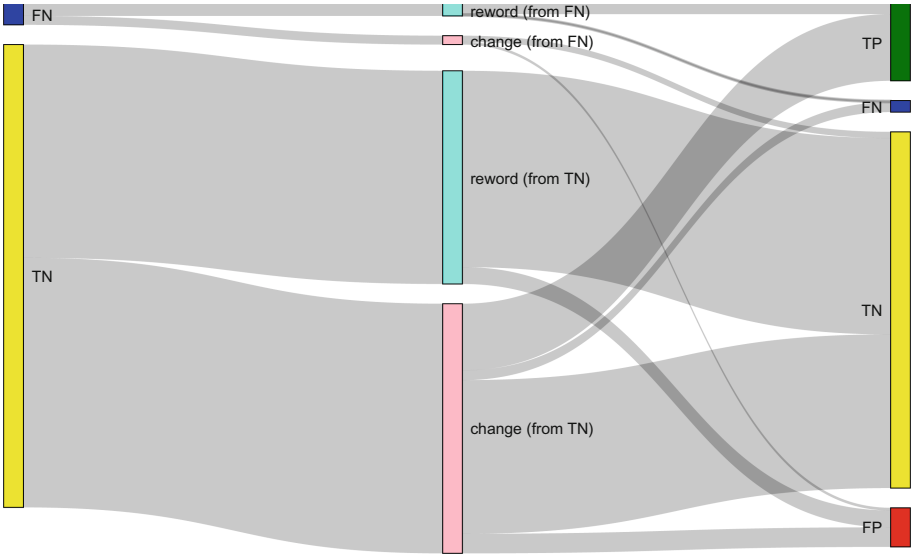 FN
reword (from FN)
change (from FN)
TP
FN
reword (from TN)
TN
TN
change (from TN)
FP